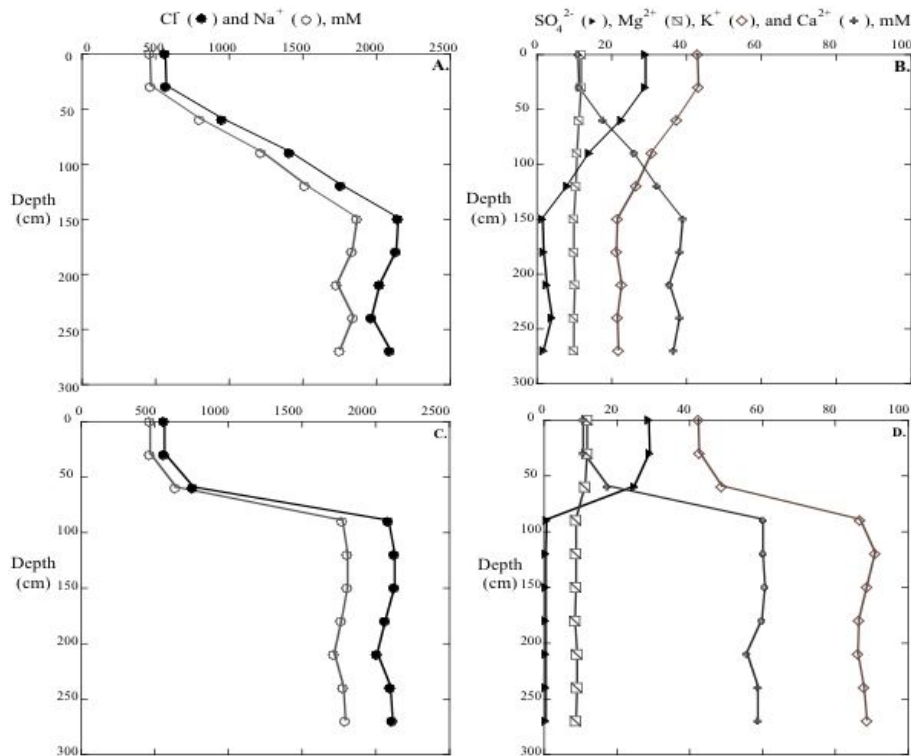 Cl⁻ (●) and Na⁺ (○), mM
SO₄²⁻ (▸), Mg²⁺ (⧅), K⁺ (◇), and Ca²⁺ (✢), mM
0 500 1000 1500 2000 2500
0 20 40 60 80 100
A.
B.
0
50
100
150
200
250
300
Depth
(cm)
0
50
100
150
200
250
300
Depth
(cm)
0 500 1000 1500 2000 2500
0 20 40 60 80 100
C.
D.
0
50
100
150
200
250
300
Depth
(cm)
0
50
100
150
200
250
300
Depth
(cm)